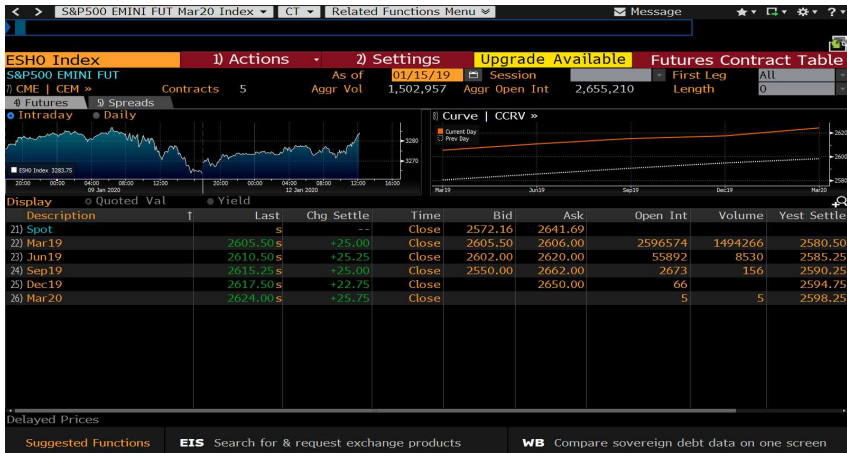 < > S&P500 EMINI FUT Mar20 Index CT Related Functions Menu Message ?
ESH0 Index 1) Actions 2) Settings Upgrade Available Futures Contract Table
S&P500 EMINI FUT As of 01/15/19 Session First Leg All
7) CME | CEM » Contracts 5 Aggr Vol 1,502,957 Aggr Open Int 2,655,210 Length 0
4) Futures 5) Spreads
Intraday Daily 8) Curve | CCRV »
Current Day
Prev Day
3280
3270
ESH0 Index 3283.75
2620
2600
2580
20:00 00:00 04:00 08:00 12:00 20:00 00:00 04:00 08:00 12:00 16:00
09 Jan 2020 12 Jan 2020
Mar19 Jun19 Sep19 Dec19 Mar20
Display Quoted Val Yield
Description ↑ Last Chg Settle Time Bid Ask Open Int Volume Yest Settle
21) Spot s -- Close 2572.16 2641.69
22) Mar19 2605.50 s +25.00 Close 2605.50 2606.00 2596574 1494266 2580.50
23) Jun19 2610.50 s +25.25 Close 2602.00 2620.00 55892 8530 2585.25
24) Sep19 2615.25 s +25.00 Close 2550.00 2662.00 2673 156 2590.25
25) Dec19 2617.50 s +22.75 Close 2650.00 66 2594.75
26) Mar20 2624.00 s +25.75 Close 5 5 2598.25
Delayed Prices
Suggested Functions EIS Search for & request exchange products WB Compare sovereign debt data on one screen